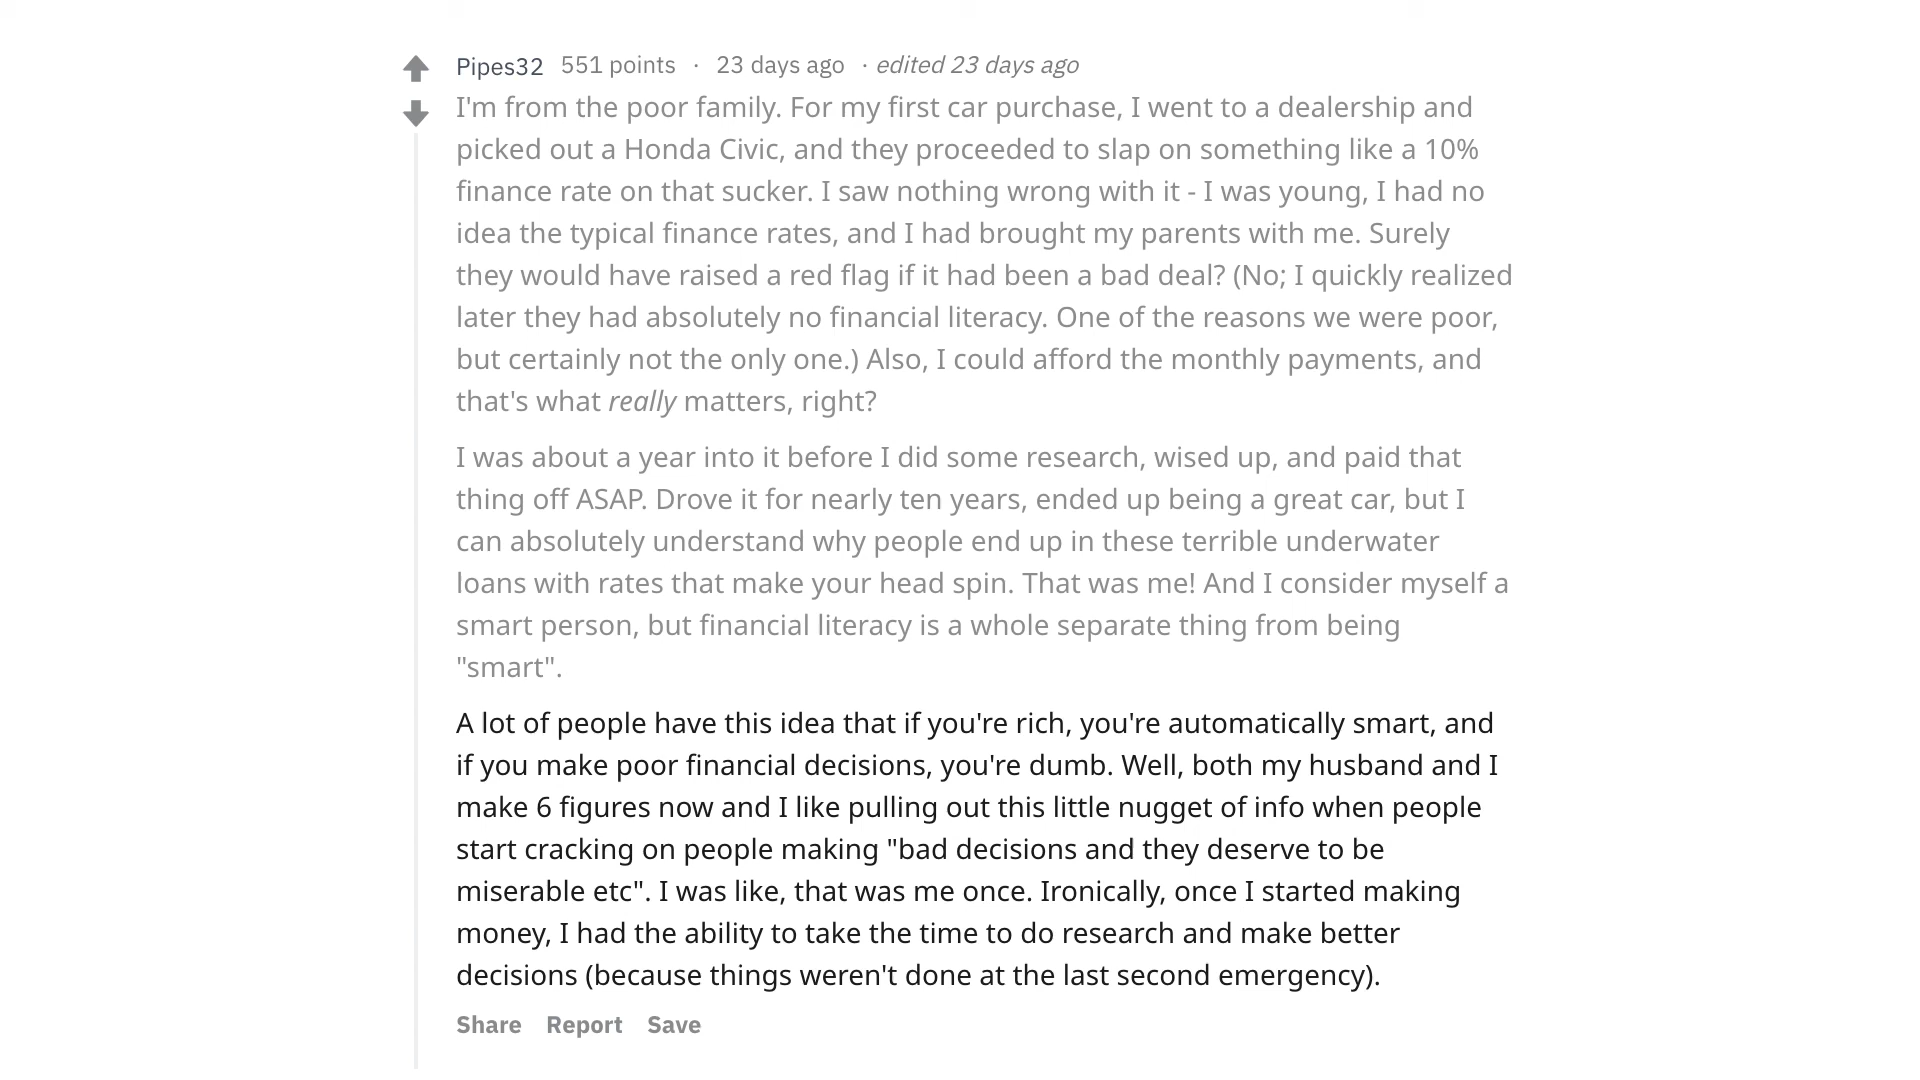 Pipes32 551 points · 23 days ago · edited 23 days ago
I'm from the poor family. For my first car purchase, I went to a dealership and
picked out a Honda Civic, and they proceeded to slap on something like a 10%
finance rate on that sucker. I saw nothing wrong with it - I was young, I had no
idea the typical finance rates, and I had brought my parents with me. Surely
they would have raised a red flag if it had been a bad deal? (No; I quickly realized
later they had absolutely no financial literacy. One of the reasons we were poor,
but certainly not the only one.) Also, I could afford the monthly payments, and
that's what really matters, right?
I was about a year into it before I did some research, wised up, and paid that
thing off ASAP. Drove it for nearly ten years, ended up being a great car, but I
can absolutely understand why people end up in these terrible underwater
loans with rates that make your head spin. That was me! And I consider myself a
smart person, but financial literacy is a whole separate thing from being
"smart".
A lot of people have this idea that if you're rich, you're automatically smart, and
if you make poor financial decisions, you're dumb. Well, both my husband and I
make 6 figures now and I like pulling out this little nugget of info when people
start cracking on people making "bad decisions and they deserve to be
miserable etc". I was like, that was me once. Ironically, once I started making
money, I had the ability to take the time to do research and make better
decisions (because things weren't done at the last second emergency).
Share Report Save